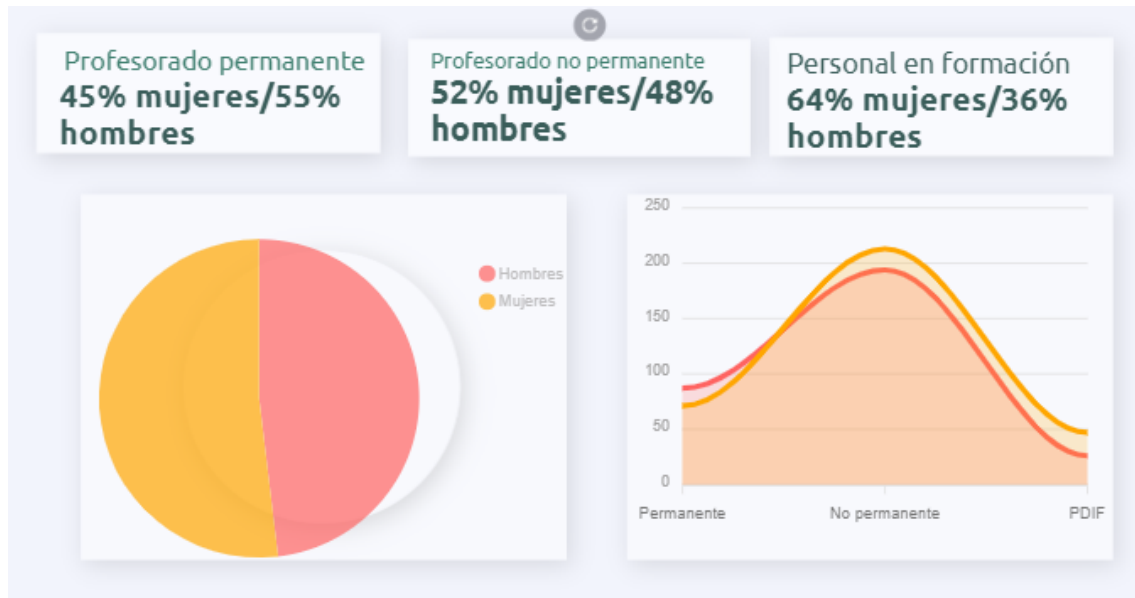 Profesorado permanente
45% mujeres/55%
hombres
Profesorado no permanente
52% mujeres/48%
hombres
Personal en formación
64% mujeres/36%
hombres
Hombres
Mujeres
250
200
150
100
50
0
Permanente
No permanente
PDIF